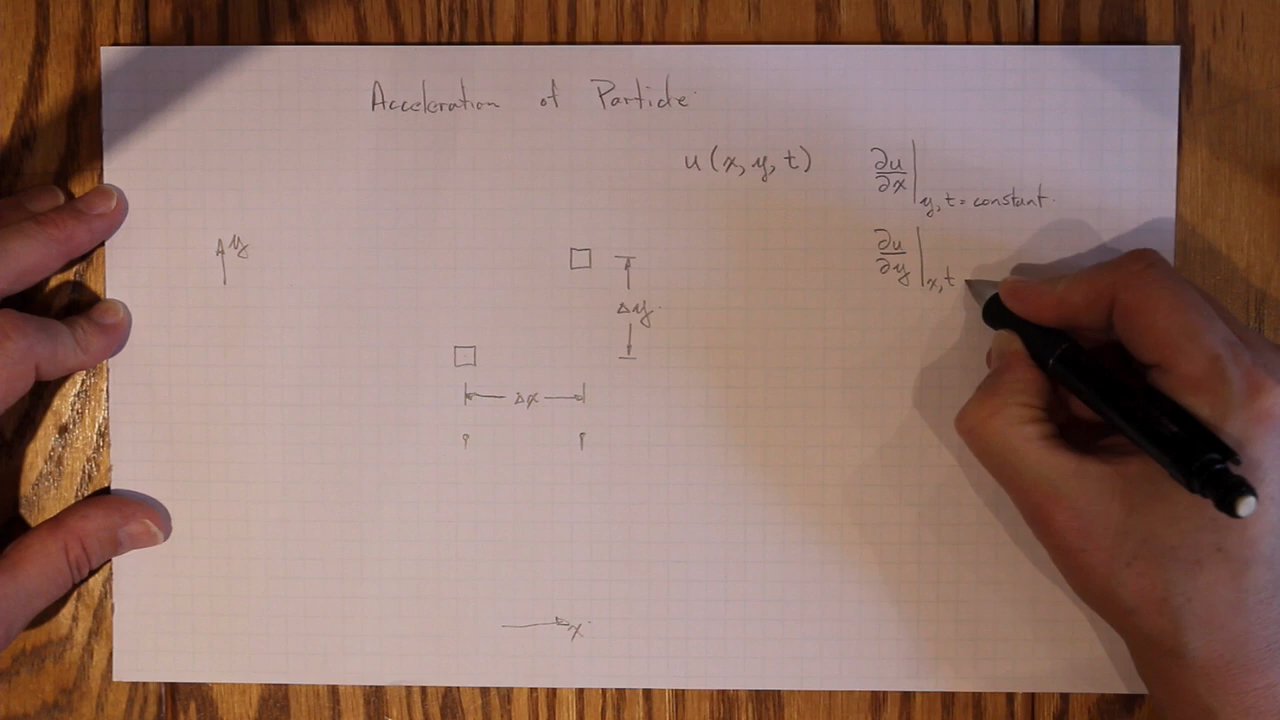 Acceleration of Particle
u(x, y, t)
∂u/∂x | y, t = constant.
∂u/∂y | x, t
y
Δy
Δx
x